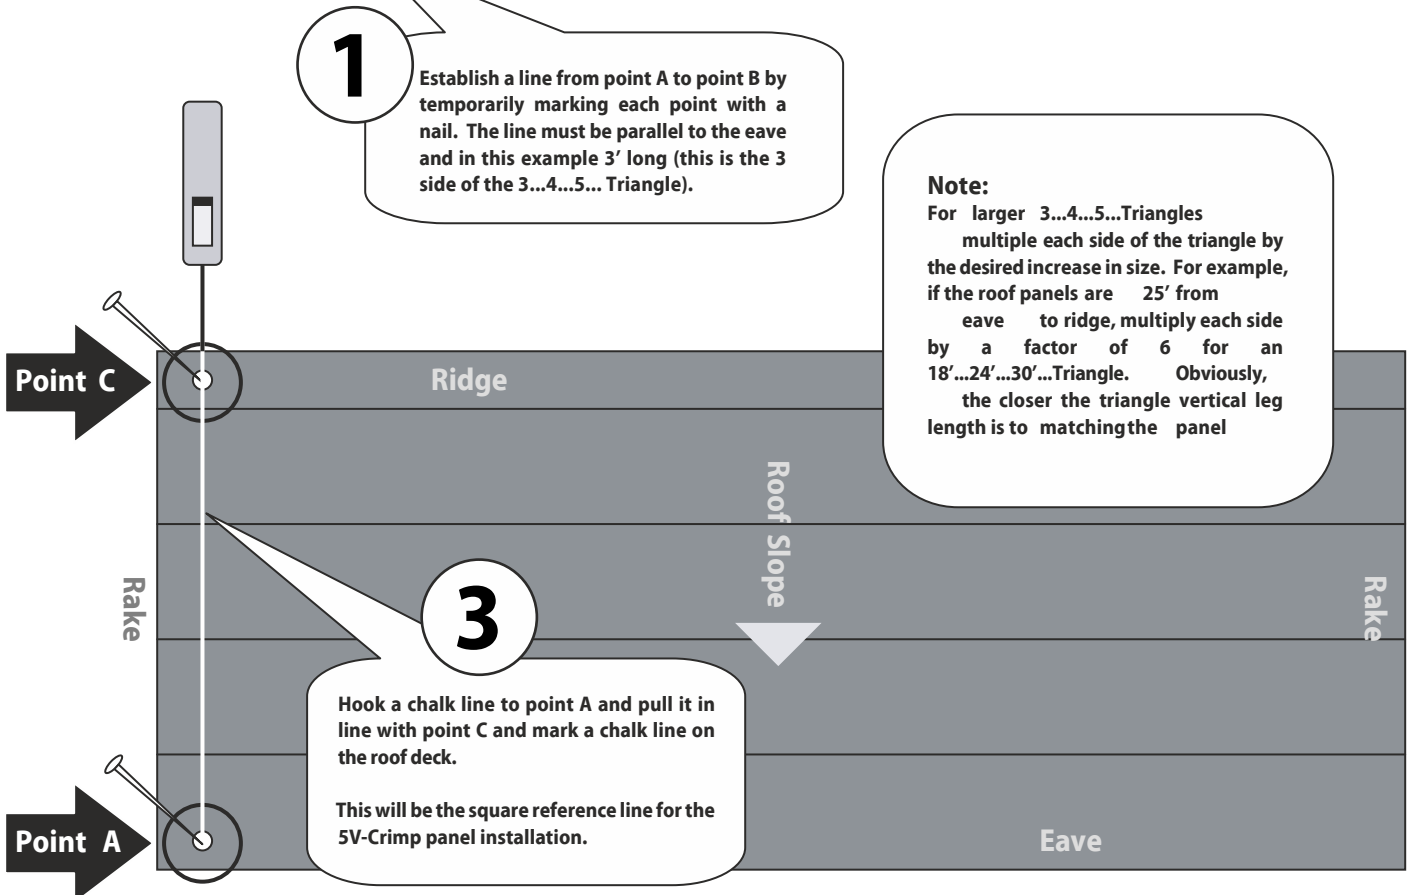 1
Establish a line from point A to point B by
temporarily marking each point with a
nail. The line must be parallel to the eave
and in this example 3′ long (this is the 3
side of the 3...4...5... Triangle).
Note:
For larger 3...4...5...Triangles
multiple each side of the triangle by
the desired increase in size. For example,
if the roof panels are 25′ from
eave to ridge, multiply each side
by a factor of 6 for an
18′...24′...30′...Triangle. Obviously,
the closer the triangle vertical leg
length is to matchingthe panel
Point C
Ridge
Roof Slope
Rake
Rake
3
Hook a chalk line to point A and pull it in
line with point C and mark a chalk line on
the roof deck.
This will be the square reference line for the
5V-Crimp panel installation.
Point A
Eave